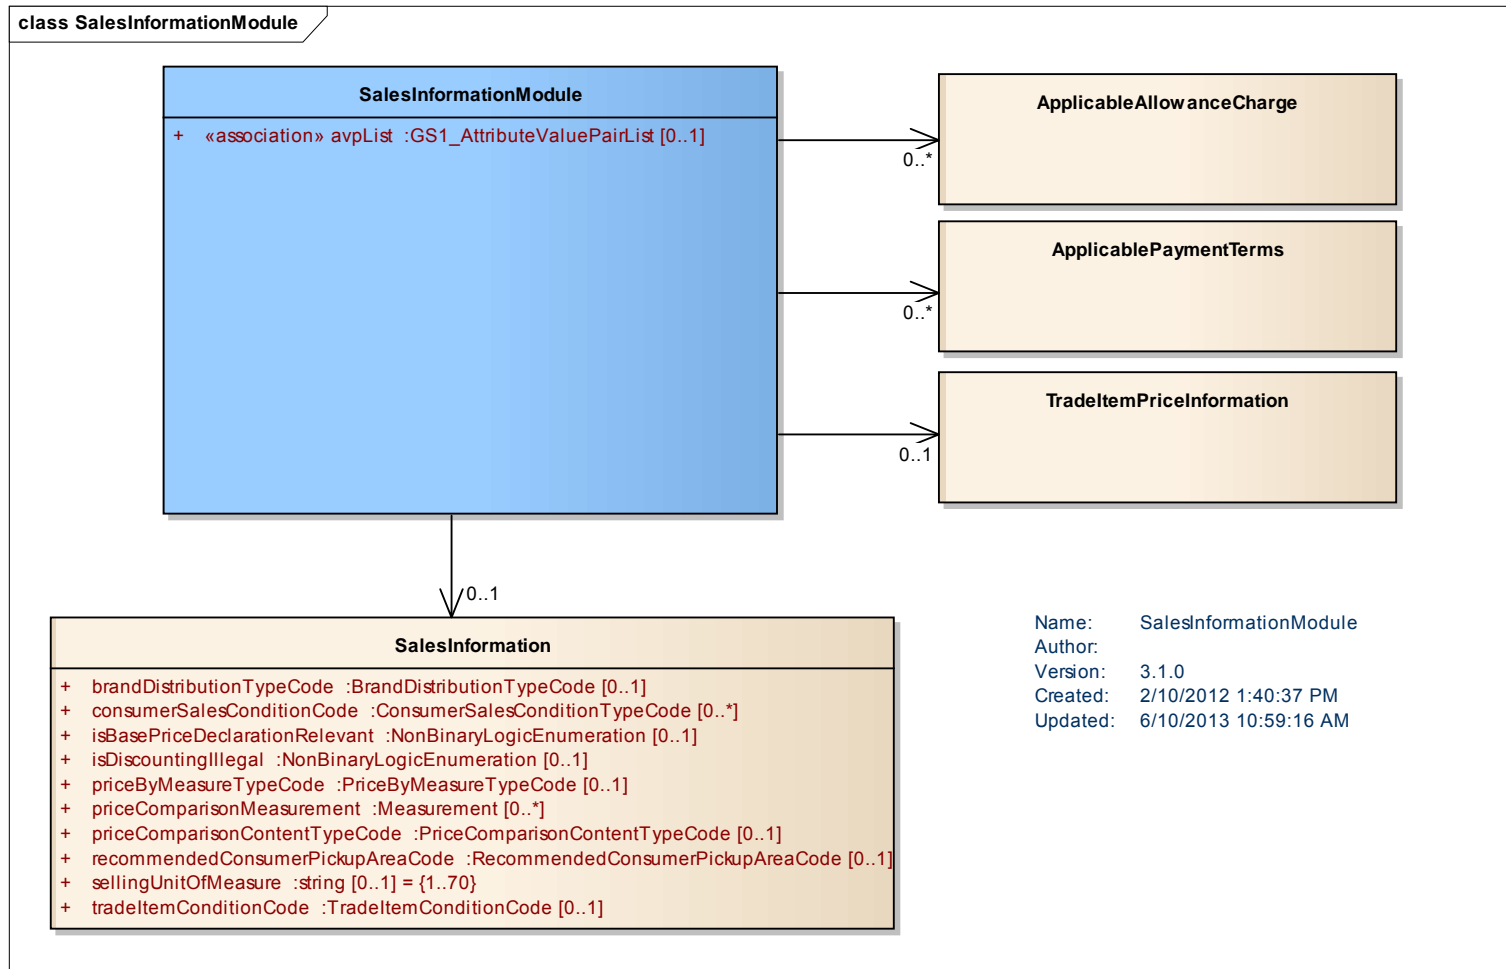 class SalesInformationModule
SalesInformationModule
+ «association» avpList :GS1_AttributeValuePairList [0..1]
ApplicableAllowanceCharge
0..*
ApplicablePaymentTerms
0..*
TradeItemPriceInformation
0..1
0..1
SalesInformation
+ brandDistributionTypeCode :BrandDistributionTypeCode [0..1]
+ consumerSalesConditionCode :ConsumerSalesConditionTypeCode [0..*]
+ isBasePriceDeclarationRelevant :NonBinaryLogicEnumeration [0..1]
+ isDiscountingIllegal :NonBinaryLogicEnumeration [0..1]
+ priceByMeasureTypeCode :PriceByMeasureTypeCode [0..1]
+ priceComparisonMeasurement :Measurement [0..*]
+ priceComparisonContentTypeCode :PriceComparisonContentTypeCode [0..1]
+ recommendedConsumerPickupAreaCode :RecommendedConsumerPickupAreaCode [0..1]
+ sellingUnitOfMeasure :string [0..1] = {1..70}
+ tradeItemConditionCode :TradeItemConditionCode [0..1]
Name: SalesInformationModule
Author:
Version: 3.1.0
Created: 2/10/2012 1:40:37 PM
Updated: 6/10/2013 10:59:16 AM